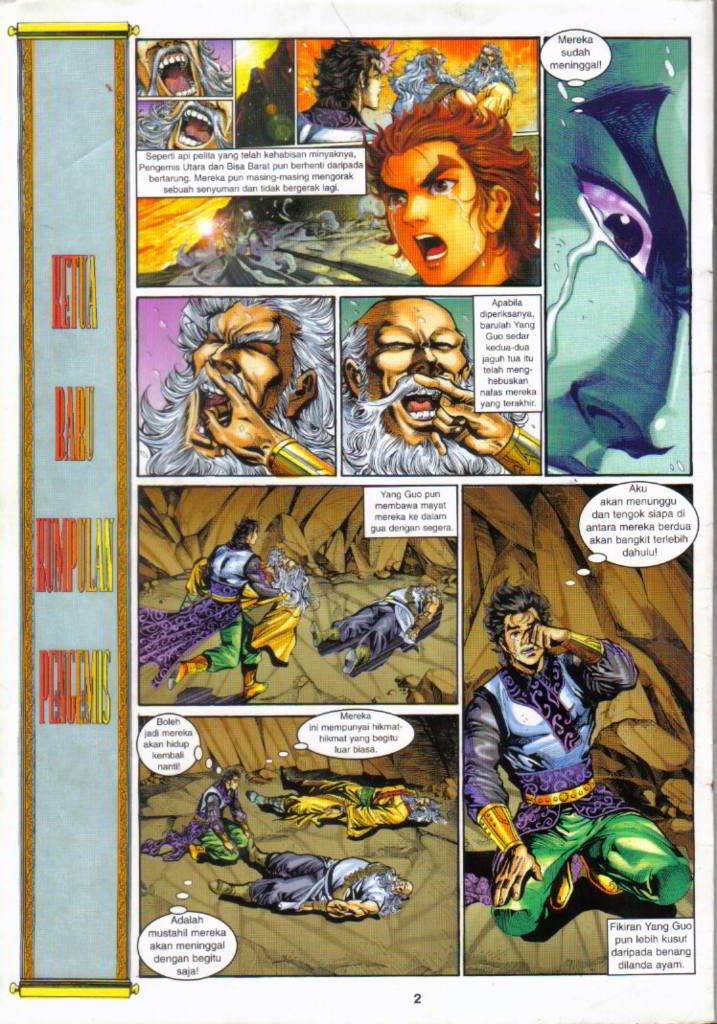 KETUA
BARU
KUMPULAN
PENGEMIS
Seperti api pelita yang telah kehabisan minyaknya,
Pengemis Utara dan Bisa Barat pun berhenti daripada
bertarung. Mereka pun masing-masing mengorak
sebuah senyuman dan tidak bergerak lagi.
Mereka
sudah
meninggal!
Apabila
diperiksanya,
barulah Yang
Guo sedar
kedua-dua
jaguh tua itu
telah meng-
hebuskan
nafas mereka
yang terakhir.
Yang Guo pun
membawa mayat
mereka ke dalam
gua dengan segera.
Aku
akan menunggu
dan tengok siapa di
antara mereka berdua
akan bangkit terlebih
dahulu!
Boleh
jadi mereka
akan hidup
kembali
nanti!
Mereka
ini mempunyai hikmat-
hikmat yang begitu
luar biasa.
Adalah
mustahil mereka
akan meninggal
dengan begitu
saja!
Fikiran Yang Guo
pun lebih kusut
daripada benang
dilanda ayam.
2